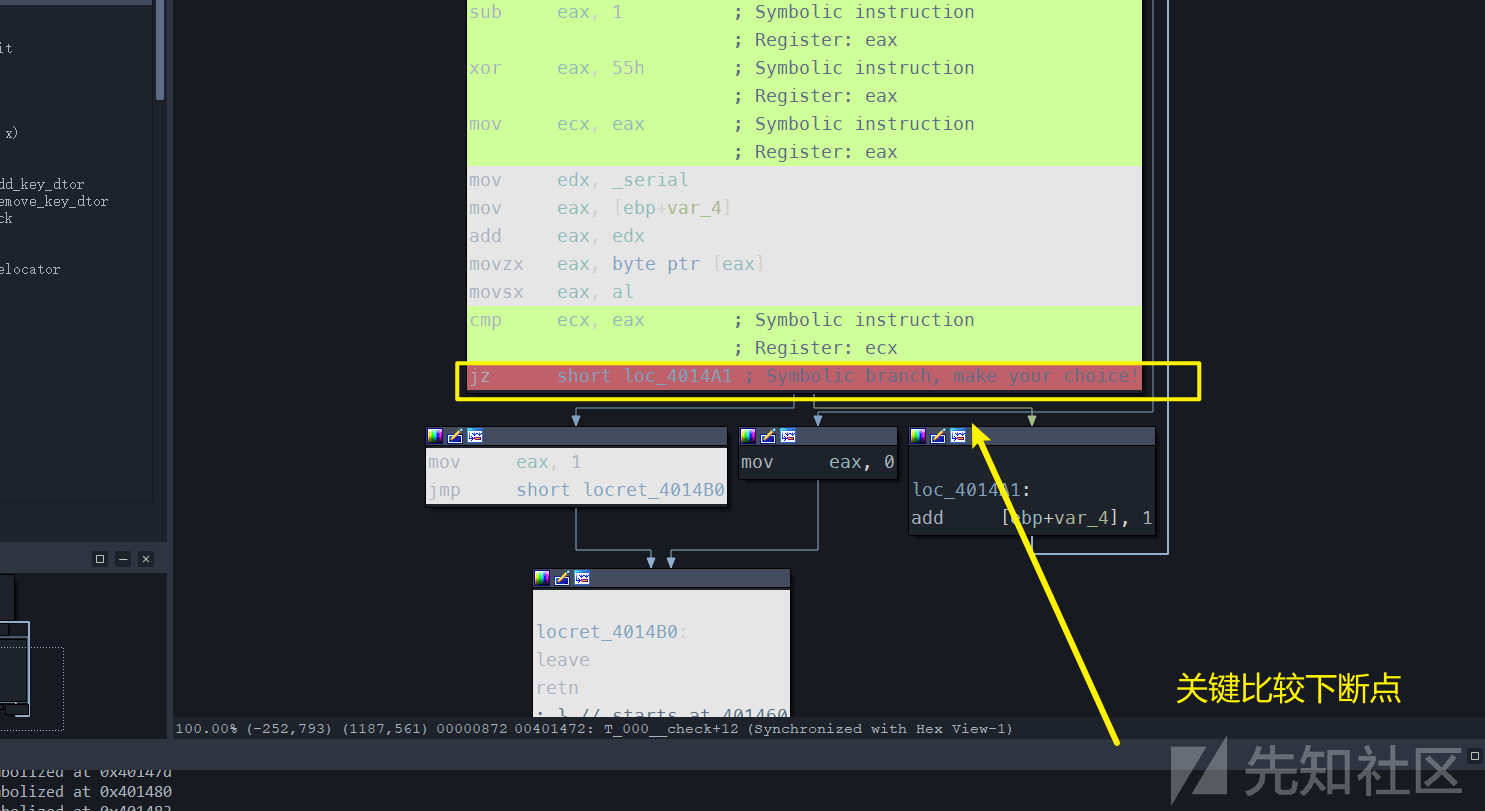 sub eax, 1 ; Symbolic instruction
; Register: eax
xor eax, 55h ; Symbolic instruction
; Register: eax
mov ecx, eax ; Symbolic instruction
; Register: eax
mov edx, _serial
mov eax, [ebp+var_4]
add eax, edx
movzx eax, byte ptr [eax]
movsx eax, al
cmp ecx, eax ; Symbolic instruction
; Register: ecx
jz short loc_4014A1 ; Symbolic branch, make your choice!
it
x)
dd_key_dtor
emove_key_dtor
ck
elocator
mov eax, 1
jmp short locret_4014B0
mov eax, 0
loc_4014A1:
add [ebp+var_4], 1
locret_4014B0:
leave
retn
; } // starts at 401460
关键比较下断点
100.00% (-252,793) (1187,561) 00000872 00401472: T_000__check+12 (Synchronized with Hex View-1)
bolized at 0x40147d
bolized at 0x401480
bolized at 0x401483
先知社区